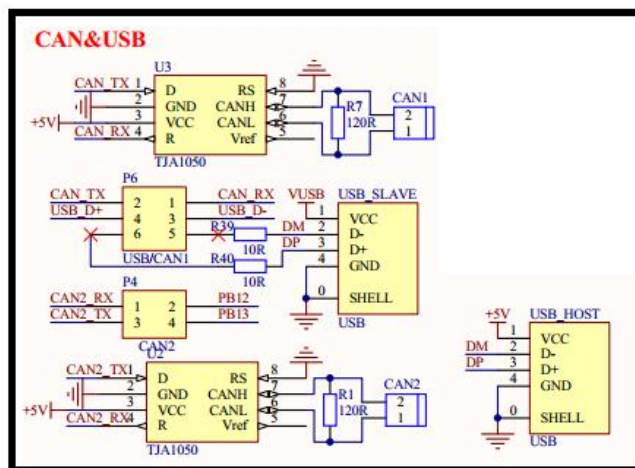 CAN&USB
U3
CAN_TX 1 D RS 8
2 GND CANH 7
+5V 3 VCC CANL 6
CAN_RX 4 R Vref 5
TJA1050
R7
120R
CAN1
2
1
P6
CAN_TX 2 1 CAN_RX
USB_D+ 4 3 USB_D-
6 5
USB/CAN1
R39
10R
R40
10R
VUSB
USB_SLAVE
1 VCC
DM 2 D-
DP 3 D+
4 GND
0 SHELL
USB
P4
CAN2_RX 1 2 PB12
CAN2_TX 3 4 PB13
CAN2
U2
CAN2_TX 1 D RS 8
2 GND CANH 7
+5V 3 VCC CANL 6
CAN2_RX 4 R Vref 5
TJA1050
R1
120R
CAN2
2
1
+5V
USB_HOST
1 VCC
DM 2 D-
DP 3 D+
4 GND
0 SHELL
USB